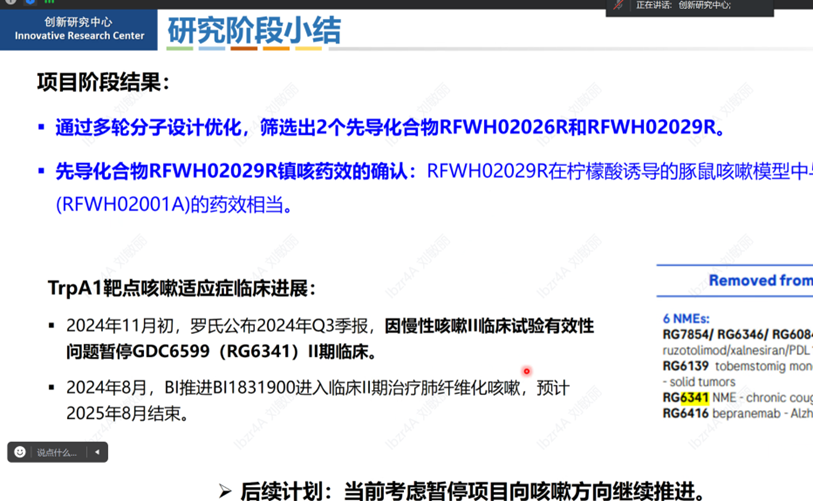 正在讲话: 创新研究中心;
创新研究中心
Innovative Research Center
研究阶段小结
项目阶段结果：
▪ 通过多轮分子设计优化，筛选出2个先导化合物RFWH02026R和RFWH02029R。
▪ 先导化合物RFWH02029R镇咳药效的确认：RFWH02029R在柠檬酸诱导的豚鼠咳嗽模型中
(RFWH02001A)的药效相当。
TrpA1靶点咳嗽适应症临床进展：
▪ 2024年11月初，罗氏公布2024年Q3季报，因慢性咳嗽II临床试验有效性
问题暂停GDC6599（RG6341）II期临床。
▪ 2024年8月，BI推进BI1831900进入临床II期治疗肺纤维化咳嗽，预计
2025年8月结束。
Removed from
6 NMEs:
RG7854/ RG6346/ RG608
ruzotolimod/xalnesiran/PDL
RG6139 tobemstomig mon
- solid tumors
RG6341 NME - chronic coug
RG6416 bepranemab - Alzh
说点什么...
➢ 后续计划：当前考虑暂停项目向咳嗽方向继续推进。